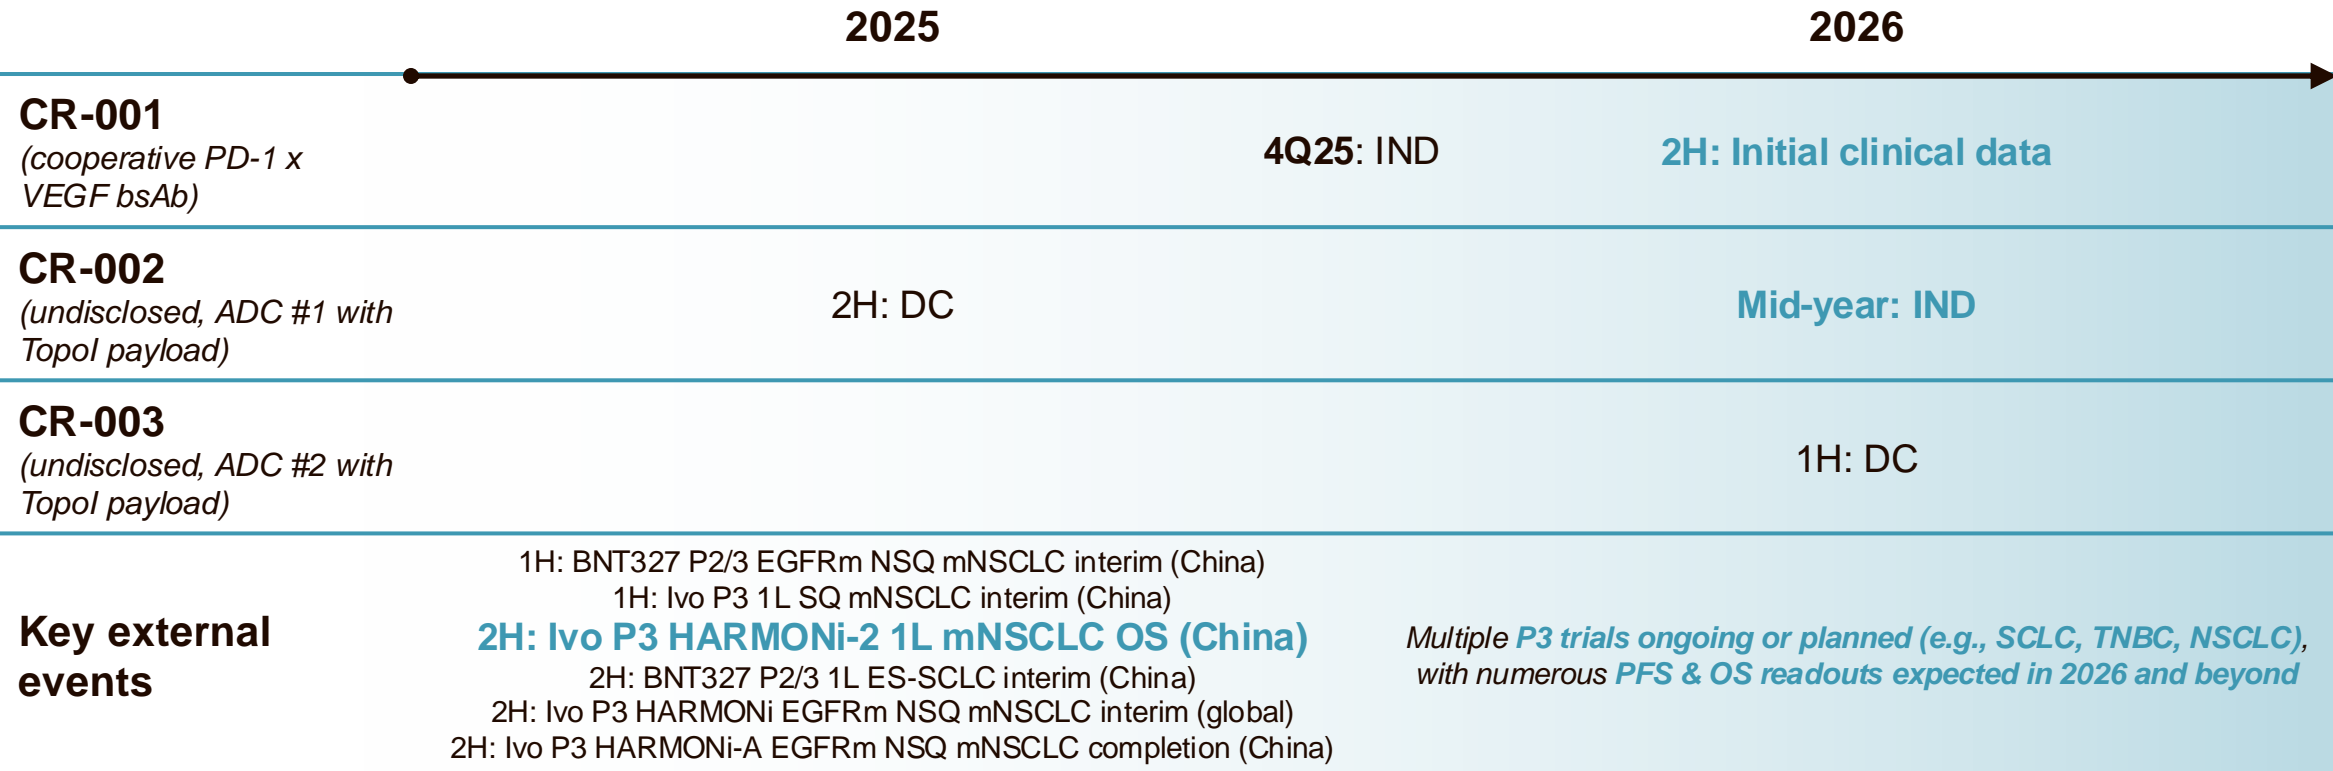 2025
2026
CR-001
(cooperative PD-1 x
VEGF bsAb)
4Q25: IND
2H: Initial clinical data
CR-002
(undisclosed, ADC #1 with
TopoI payload)
2H: DC
Mid-year: IND
CR-003
(undisclosed, ADC #2 with
TopoI payload)
1H: DC
Key external
events
1H: BNT327 P2/3 EGFRm NSQ mNSCLC interim (China)
1H: Ivo P3 1L SQ mNSCLC interim (China)
2H: Ivo P3 HARMONi-2 1L mNSCLC OS (China)
2H: BNT327 P2/3 1L ES-SCLC interim (China)
2H: Ivo P3 HARMONi EGFRm NSQ mNSCLC interim (global)
2H: Ivo P3 HARMONi-A EGFRm NSQ mNSCLC completion (China)
Multiple P3 trials ongoing or planned (e.g., SCLC, TNBC, NSCLC),
with numerous PFS & OS readouts expected in 2026 and beyond